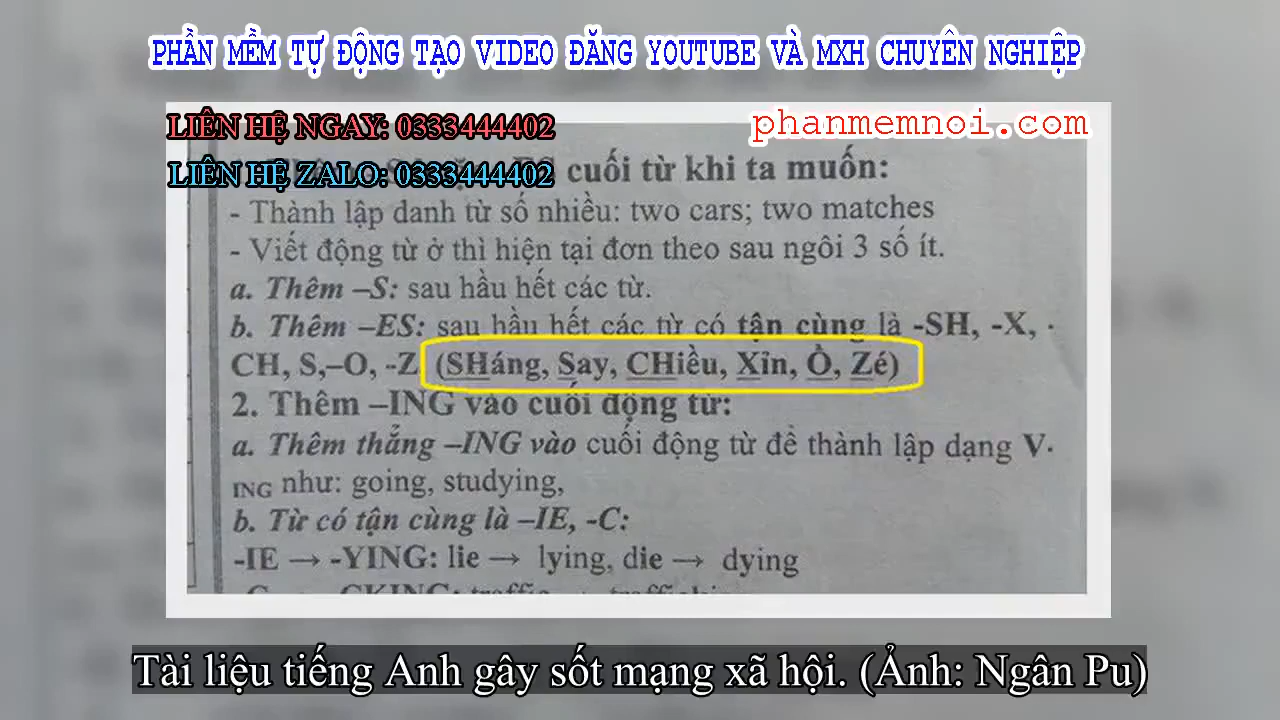 PHẦN MỀM TỰ ĐỘNG TẠO VIDEO ĐĂNG YOUTUBE VÀ MXH CHUYÊN NGHIỆP
LIÊN HỆ NGAY: 0333444402
phanmemnoi.com
LIÊN HỆ ZALO: 0333444402
cuối từ khi ta muốn:
- Thành lập danh từ số nhiều: two cars; two matches
- Viết động từ ở thì hiện tại đơn theo sau ngôi 3 số ít.
a. Thêm –S: sau hầu hết các từ.
b. Thêm –ES: sau hầu hết các từ có tận cùng là -SH, -X, -
CH, S,–O, -Z (SHáng, Say, CHiều, Xỉn, Ồ, Zé)
2. Thêm –ING vào cuối động từ:
a. Thêm thẳng –ING vào cuối động từ để thành lập dạng V-
ING như: going, studying,
b. Từ có tận cùng là –IE, -C:
-IE → -YING: lie → lying, die → dying
Tài liệu tiếng Anh gây sốt mạng xã hội. (Ảnh: Ngân Pu)